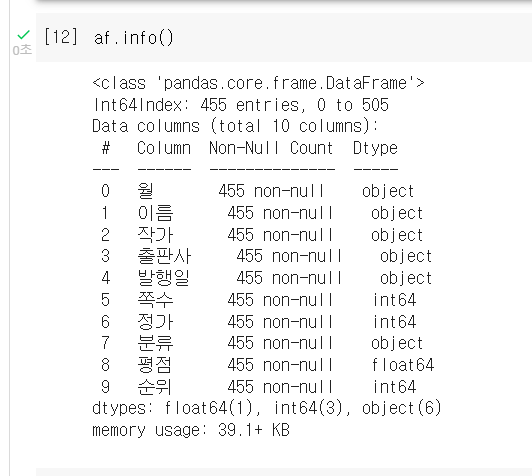 [12] af.info()
0초
<class 'pandas.core.frame.DataFrame'>
Int64Index: 455 entries, 0 to 505
Data columns (total 10 columns):
 #   Column  Non-Null Count  Dtype
---  ------  --------------  -----
 0   월       455 non-null    object
 1   이름      455 non-null    object
 2   작가      455 non-null    object
 3   출판사     455 non-null    object
 4   발행일     455 non-null    object
 5   쪽수      455 non-null    int64
 6   정가      455 non-null    int64
 7   분류      455 non-null    object
 8   평점      455 non-null    float64
 9   순위      455 non-null    int64
dtypes: float64(1), int64(3), object(6)
memory usage: 39.1+ KB